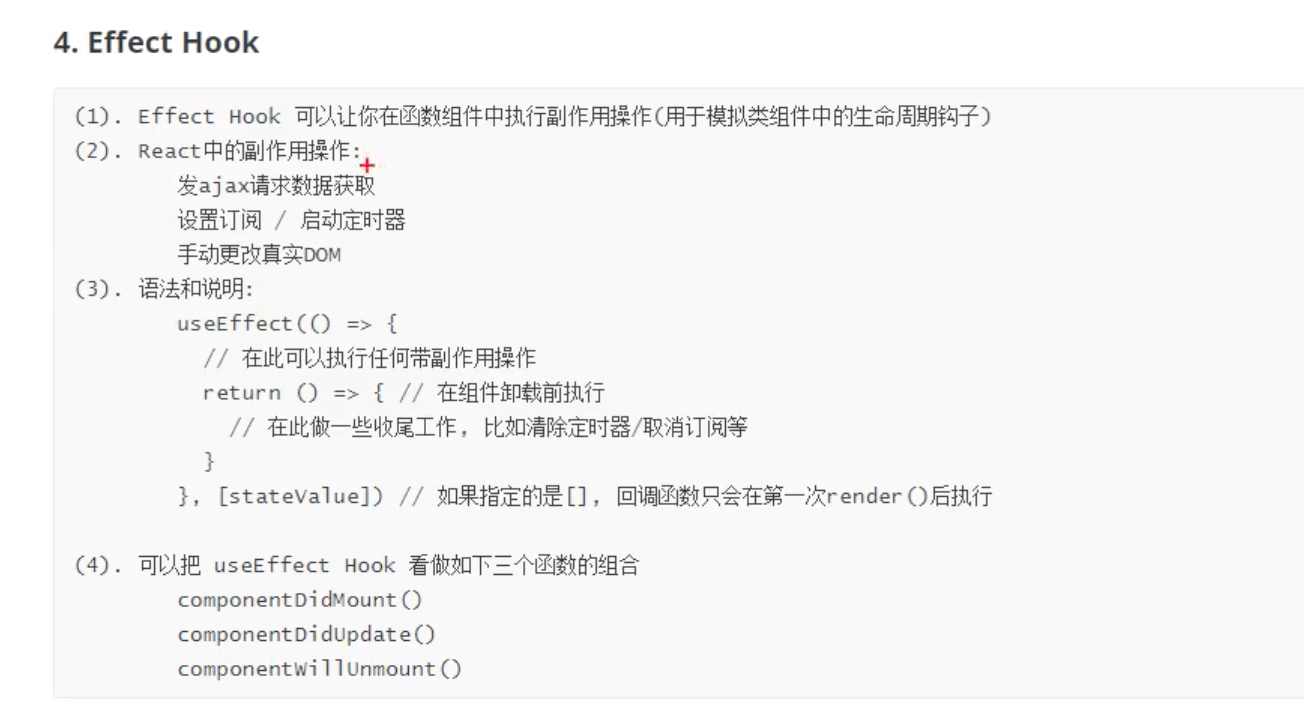 4. Effect Hook
(1). Effect Hook 可以让你在函数组件中执行副作用操作(用于模拟类组件中的生命周期钩子)
(2). React中的副作用操作:
发ajax请求数据获取
设置订阅 / 启动定时器
手动更改真实DOM
(3). 语法和说明:
useEffect(() => {
// 在此可以执行任何带副作用操作
return () => { // 在组件卸载前执行
// 在此做一些收尾工作, 比如清除定时器/取消订阅等
}
}, [stateValue]) // 如果指定的是[], 回调函数只会在第一次render()后执行
(4). 可以把 useEffect Hook 看做如下三个函数的组合
componentDidMount()
componentDidUpdate()
componentWillUnmount()